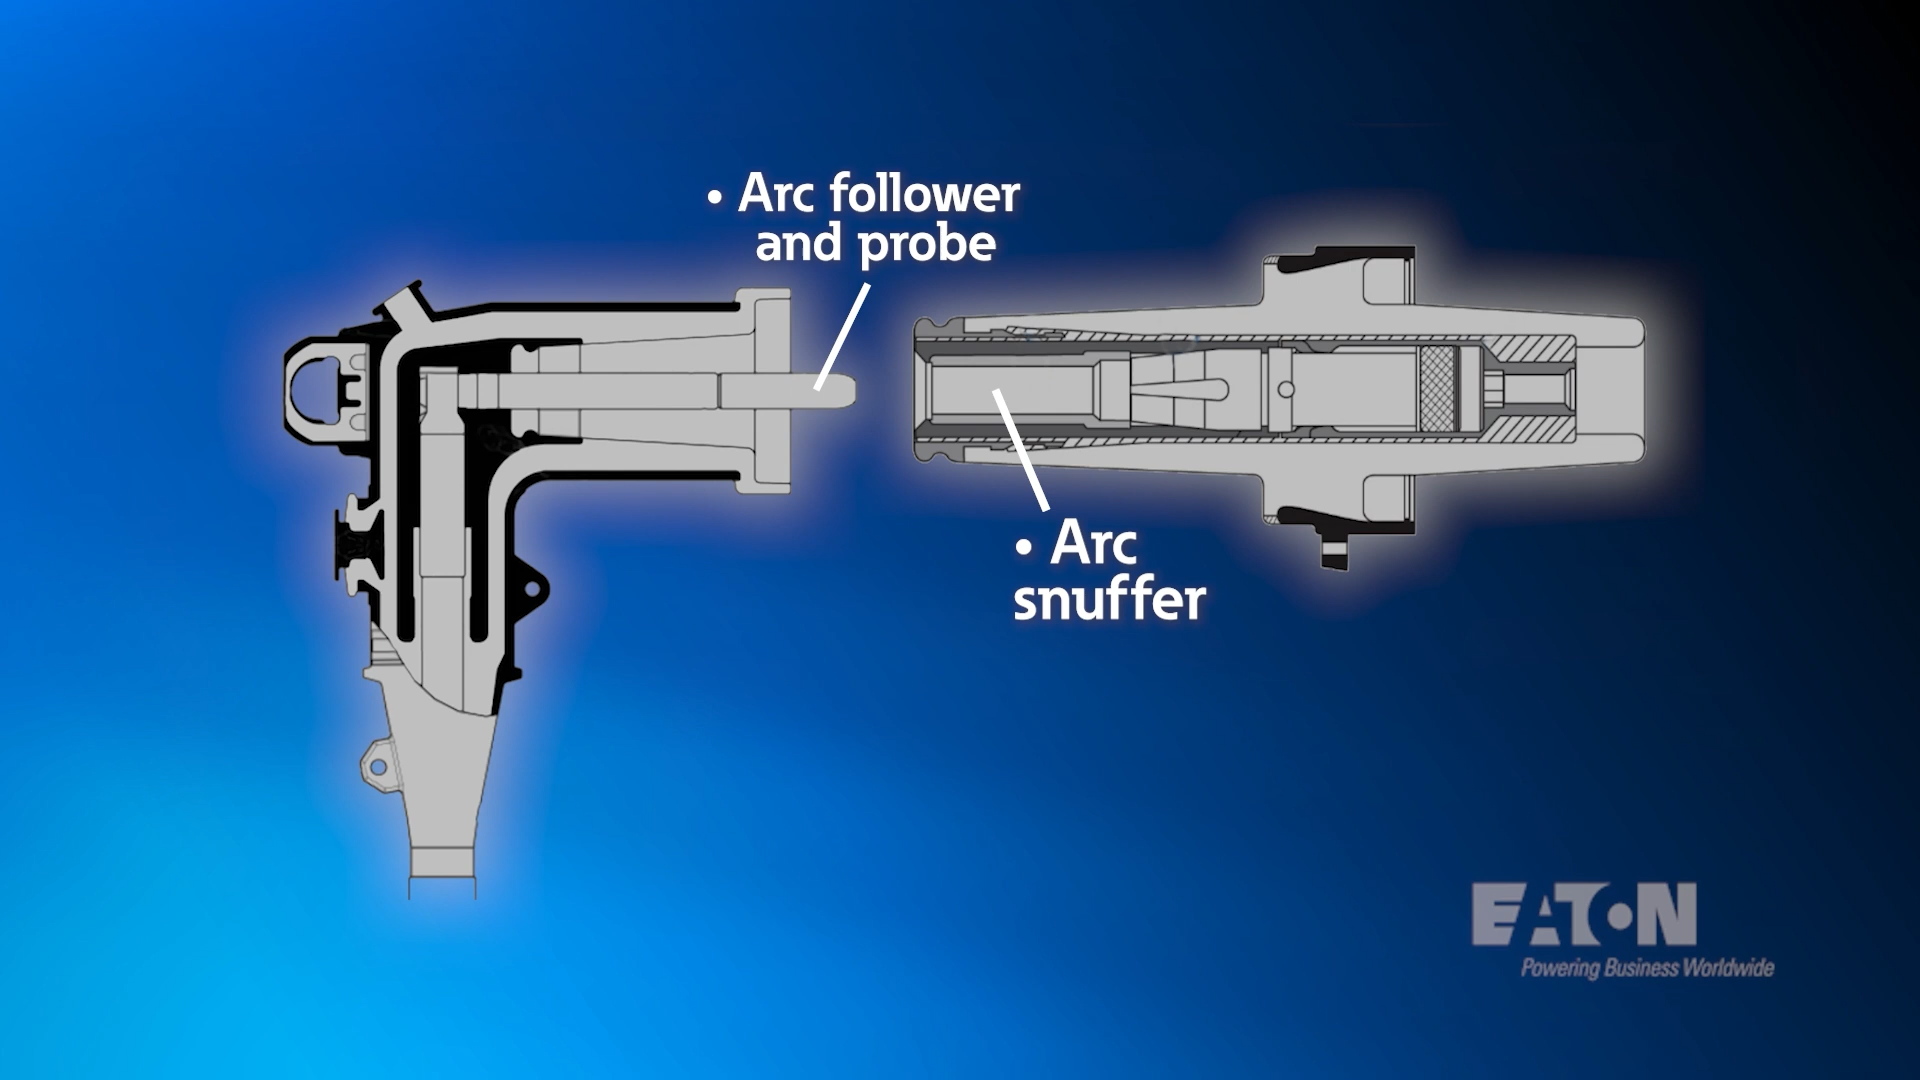 • Arc follower
and probe
• Arc
snuffer
EATON
Powering Business Worldwide